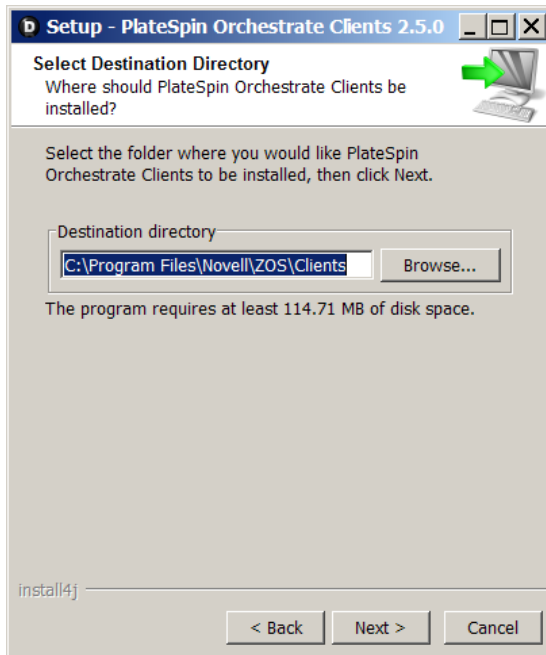 Setup - PlateSpin Orchestrate Clients 2.5.0
Select Destination Directory
Where should PlateSpin Orchestrate Clients be
installed?
Select the folder where you would like PlateSpin
Orchestrate Clients to be installed, then click Next.
Destination directory
C:\Program Files\Novell\ZOS\Clients
Browse...
The program requires at least 114.71 MB of disk space.
install4j
< Back
Next >
Cancel